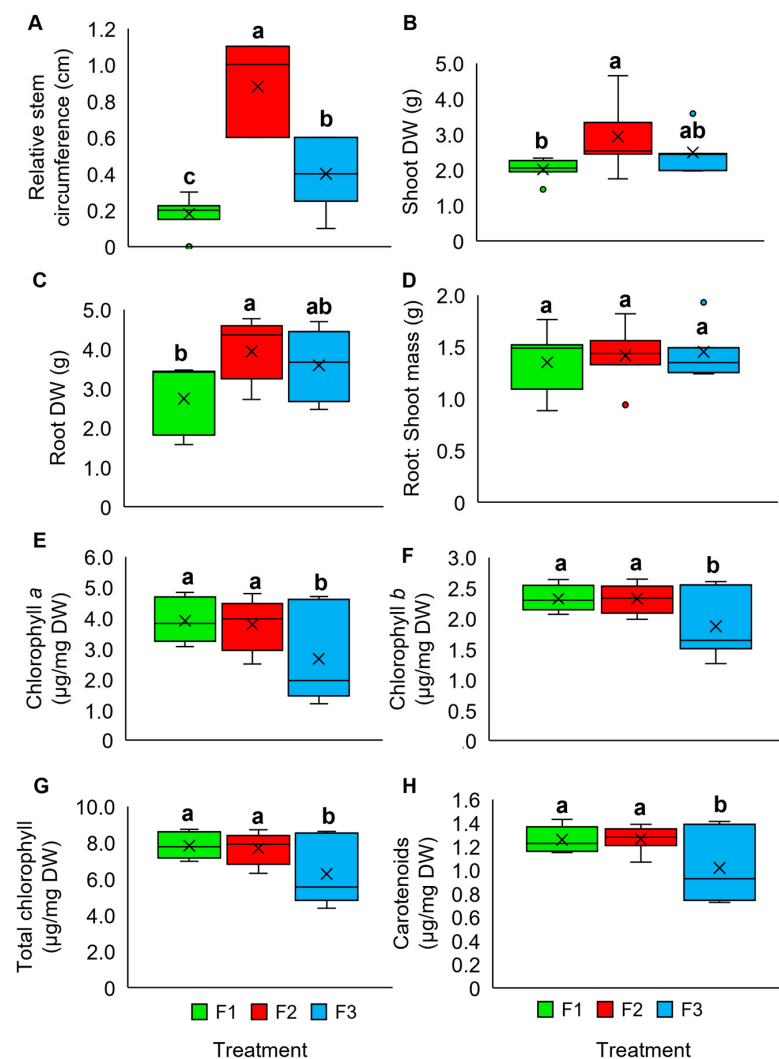 A
Relative stem
circumference (cm)
1.2
1.0
0.8
0.6
0.4
0.2
0
c
a
b
B
Shoot DW (g)
5.0
4.0
3.0
2.0
1.0
0
b
a
ab
C
Root DW (g)
5.0
4.0
3.0
2.0
1.0
0
b
a
ab
D
Root: Shoot mass (g)
2.0
1.5
1.0
0.5
0
a
a
a
E
Chlorophyll a
(µg/mg DW)
6.0
5.0
4.0
3.0
2.0
1.0
0
a
a
b
F
Chlorophyll b
(µg/mg DW)
3.0
2.5
2.0
1.5
1.0
0.5
.0
a
a
b
G
Total chlorophyll
(µg/mg DW)
10.0
8.0
6.0
4.0
2.0
0
a
a
b
H
Carotenoids
(µg/mg DW)
1.6
1.4
1.2
1.0
0.8
0.6
0.4
0.2
0
a
a
b
F1 F2 F3
Treatment
F1 F2 F3
Treatment